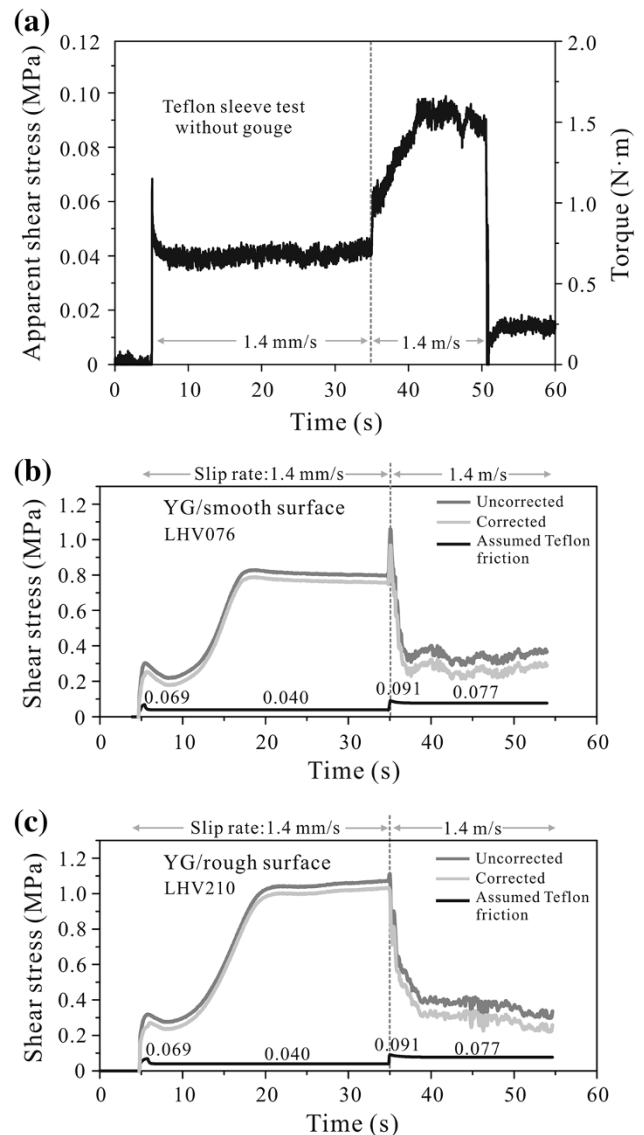 (a)
0.12
0.10
0.08
0.06
0.04
0.02
0
Apparent shear stress (MPa)
2.0
1.5
1.0
0.5
0
Torque (N·m)
Teflon sleeve test
without gouge
1.4 mm/s
1.4 m/s
0 10 20 30 40 50 60
Time (s)
(b)
Slip rate:1.4 mm/s 1.4 m/s
1.2
1.0
0.8
0.6
0.4
0.2
0
Shear stress (MPa)
YG/smooth surface
LHV076
Uncorrected
Corrected
Assumed Teflon
friction
0.069 0.040 0.091 0.077
0 10 20 30 40 50 60
Time (s)
(c)
Slip rate:1.4 mm/s 1.4 m/s
1.2
1.0
0.8
0.6
0.4
0.2
0
Shear stress (MPa)
YG/rough surface
LHV210
Uncorrected
Corrected
Assumed Teflon
friction
0.069 0.040 0.091 0.077
0 10 20 30 40 50 60
Time (s)